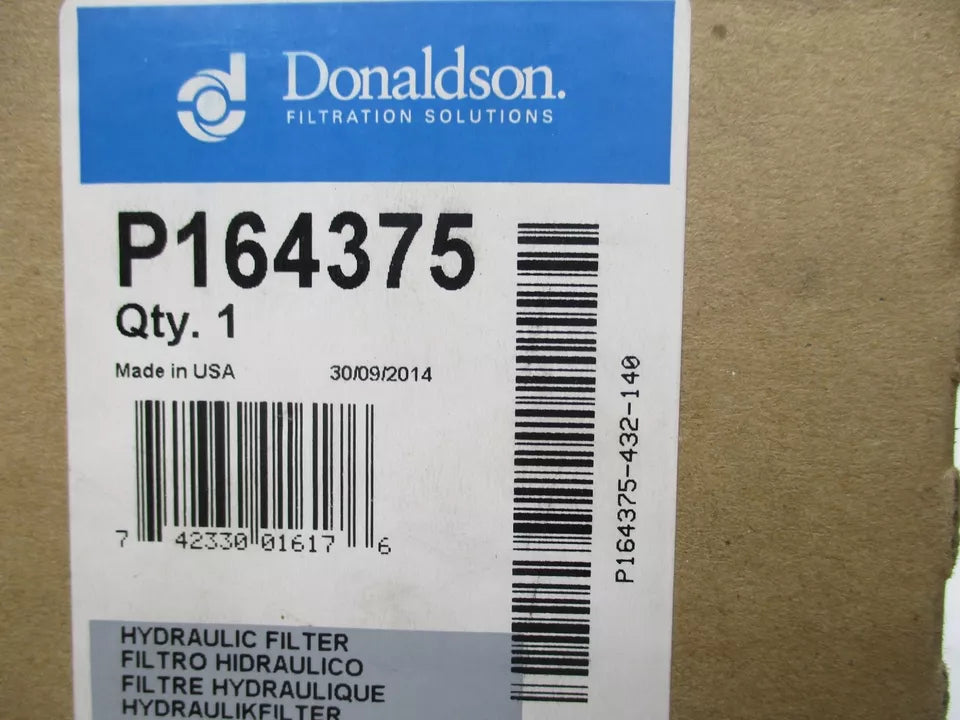 Donaldson.
FILTRATION SOLUTIONS
P164375
Qty. 1
Made in USA 30/09/2014
7 42330 01617 6
P164375-432-140
HYDRAULIC FILTER
FILTRO HIDRAULICO
FILTRE HYDRAULIQUE
HYDRAULIKFILTER